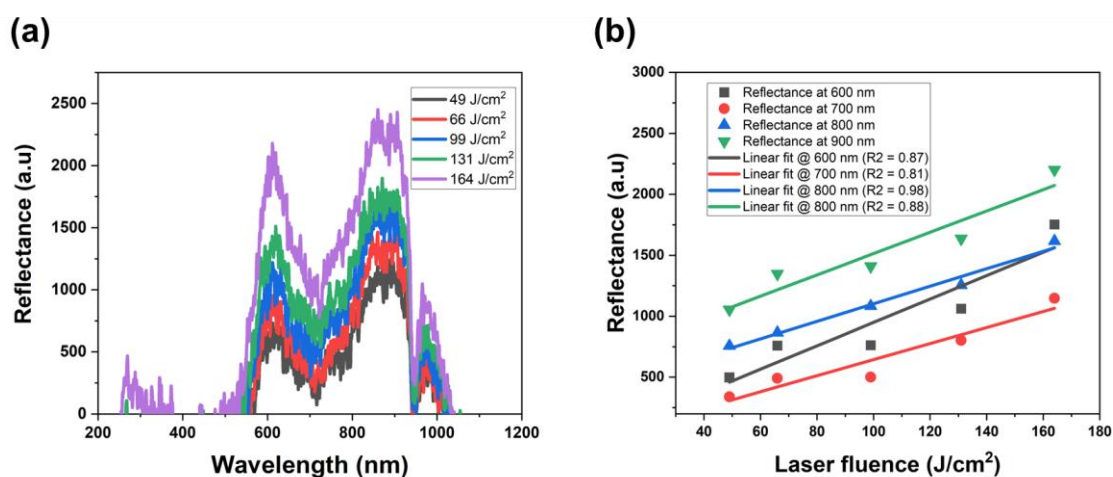 (a)
Reflectance (a.u)
2500
2000
1500
1000
500
0
49 J/cm²
66 J/cm²
99 J/cm²
131 J/cm²
164 J/cm²
200 400 600 800 1000 1200
Wavelength (nm)
(b)
Reflectance (a.u)
3000
2500
2000
1500
1000
500
Reflectance at 600 nm
Reflectance at 700 nm
Reflectance at 800 nm
Reflectance at 900 nm
Linear fit @ 600 nm (R2 = 0.87)
Linear fit @ 700 nm (R2 = 0.81)
Linear fit @ 800 nm (R2 = 0.98)
Linear fit @ 800 nm (R2 = 0.88)
40 60 80 100 120 140 160 180
Laser fluence (J/cm²)